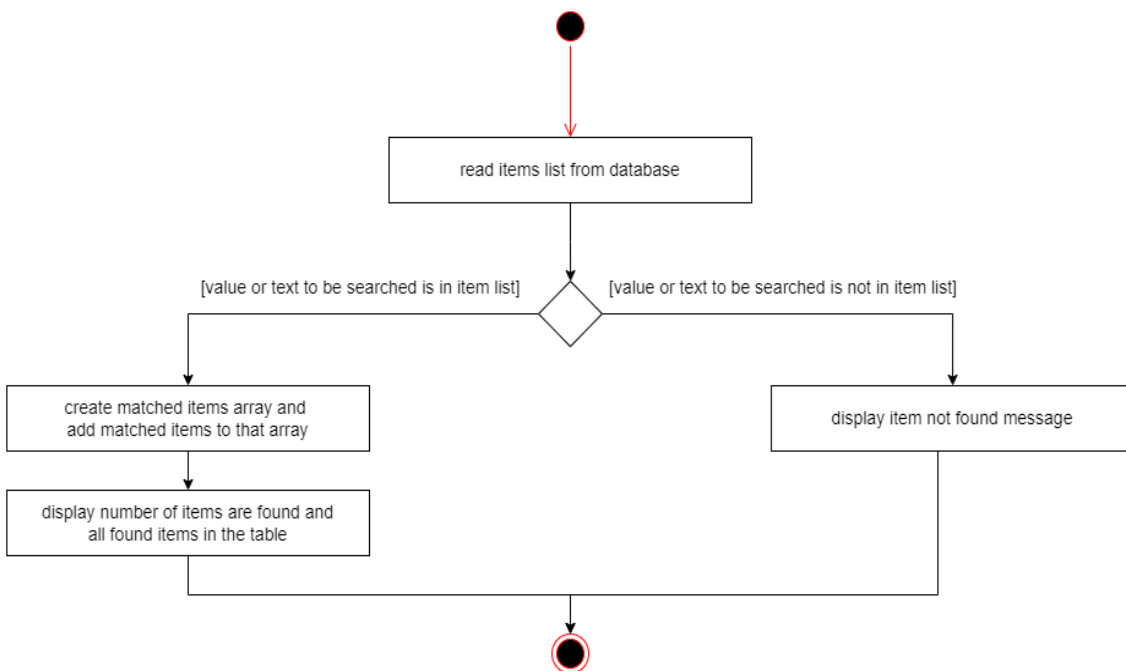 read items list from database
[value or text to be searched is in item list]
[value or text to be searched is not in item list]
create matched items array and
add matched items to that array
display item not found message
display number of items are found and
all found items in the table